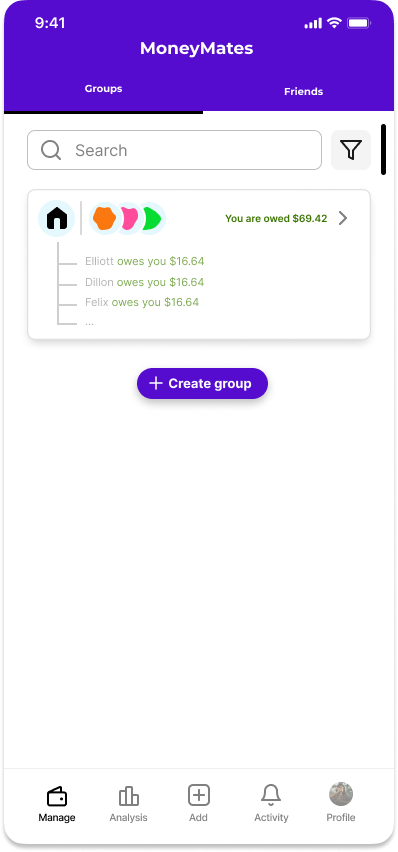 9:41
MoneyMates
Groups
Friends
Search
You are owed $69.42
Elliott owes you $16.64
Dillon owes you $16.64
Felix owes you $16.64
...
Create group
Manage Analysis Add Activity Profile